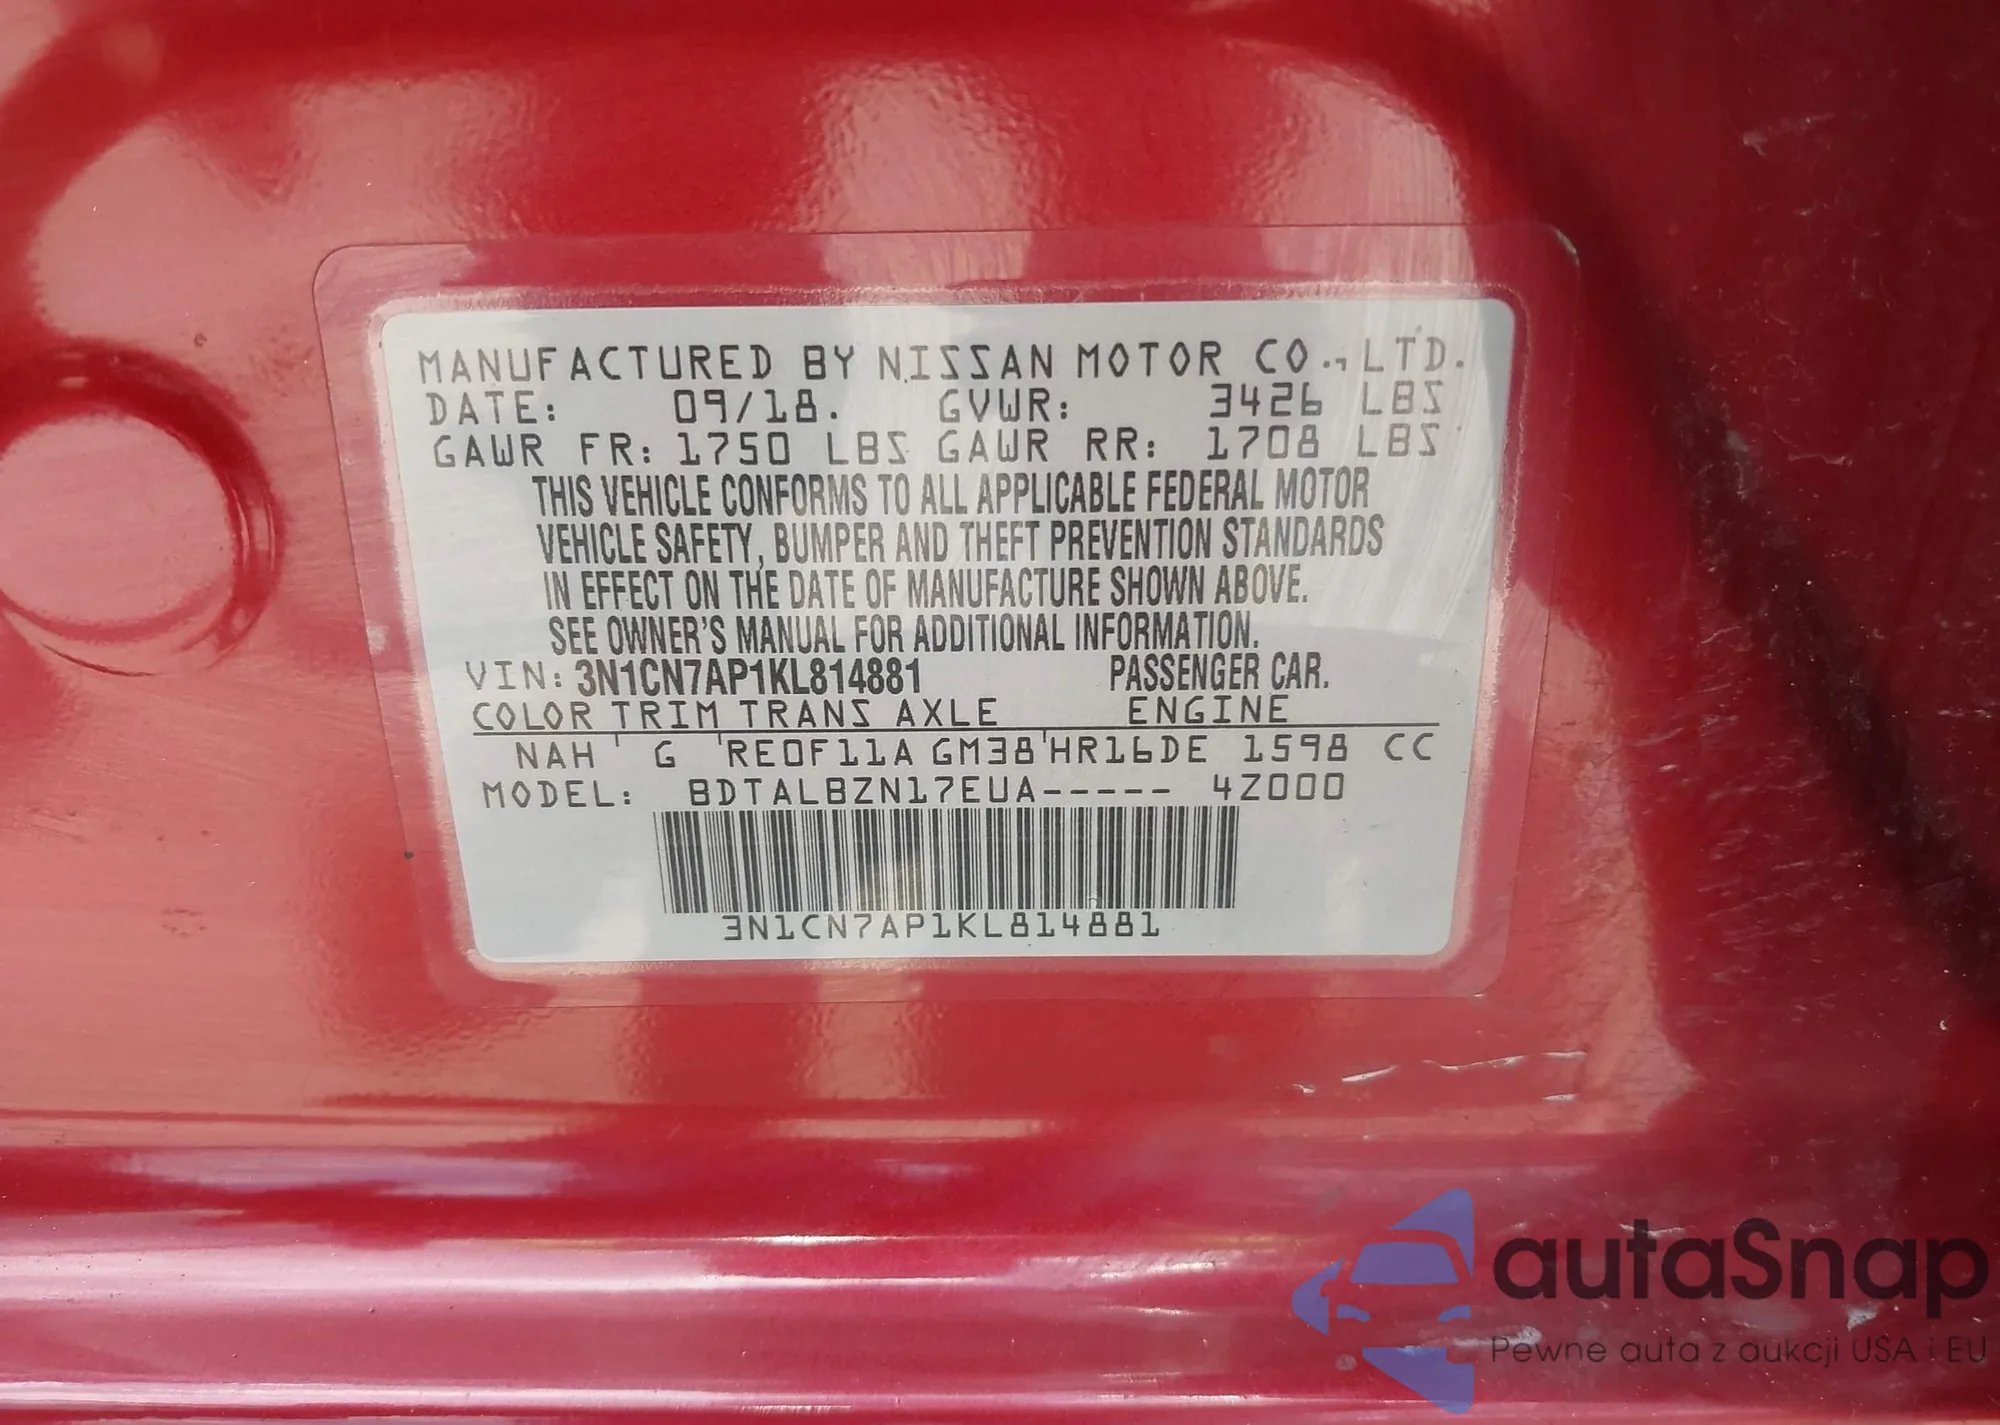 MANUFACTURED BY NISSAN MOTOR CO., LTD.
DATE: 09/18. GVWR: 3426 LBS
GAWR FR: 1750 LBS GAWR RR: 1708 LBS
THIS VEHICLE CONFORMS TO ALL APPLICABLE FEDERAL MOTOR
VEHICLE SAFETY, BUMPER AND THEFT PREVENTION STANDARDS
IN EFFECT ON THE DATE OF MANUFACTURE SHOWN ABOVE.
SEE OWNER'S MANUAL FOR ADDITIONAL INFORMATION.
VIN: 3N1CN7AP1KL814881 PASSENGER CAR.
COLOR TRIM TRANS AXLE ENGINE
NAH G RE0F11A GM38 HR16DE 1598 CC
MODEL: BDTALBZN17EUA----- 4Z000
3N1CN7AP1KL814881
autaSnap
Pewne auta z aukcji USA i EU